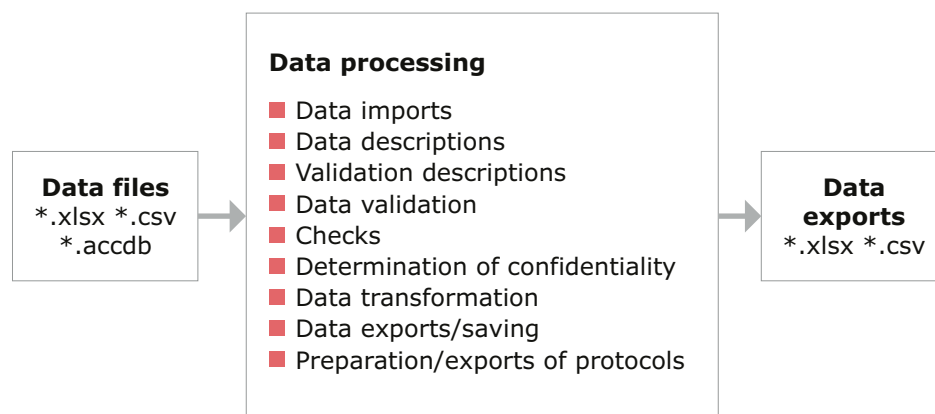 Data files
*.xlsx *.csv
*.accdb
Data processing
Data imports
Data descriptions
Validation descriptions
Data validation
Checks
Determination of confidentiality
Data transformation
Data exports/saving
Preparation/exports of protocols
Data
exports
*.xlsx *.csv